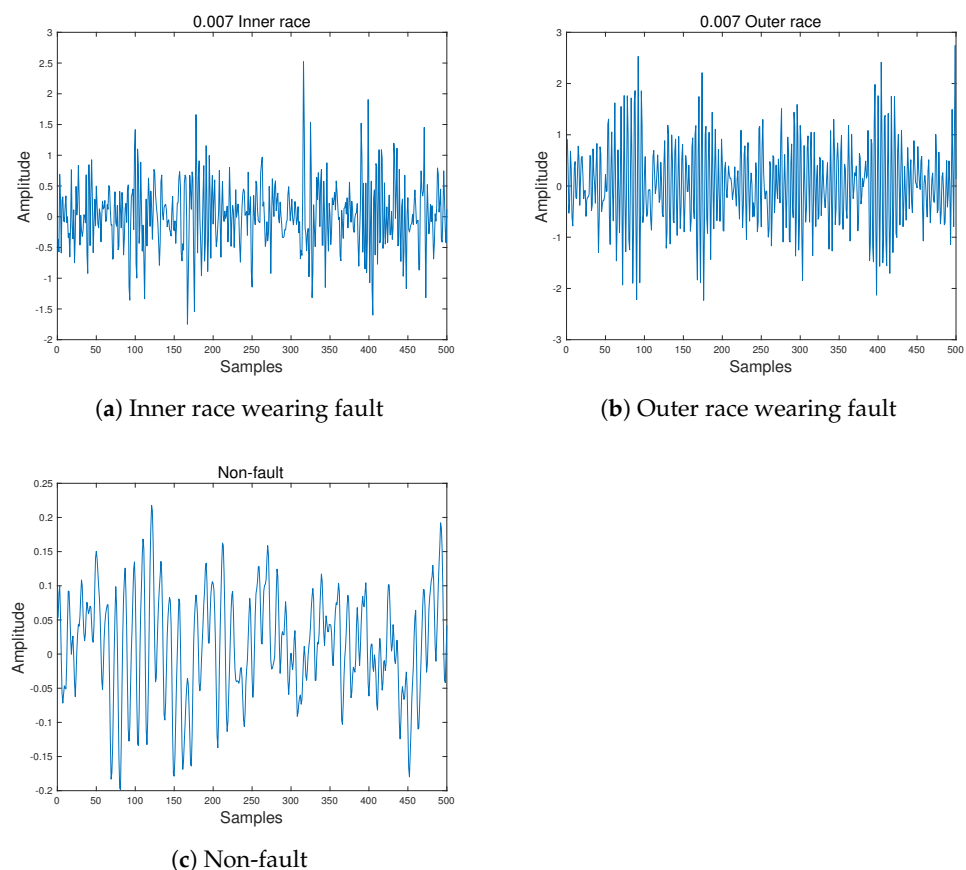 0.007 Inner race
3
2.5
2
1.5
1
0.5
0
-0.5
-1
-1.5
-2
Amplitude
0 50 100 150 200 250 300 350 400 450 500
Samples
(a) Inner race wearing fault
0.007 Outer race
3
2
1
0
-1
-2
-3
Amplitude
0 50 100 150 200 250 300 350 400 450 500
Samples
(b) Outer race wearing fault
Non-fault
0.25
0.2
0.15
0.1
0.05
0
-0.05
-0.1
-0.15
-0.2
Amplitude
0 50 100 150 200 250 300 350 400 450 500
Samples
(c) Non-fault